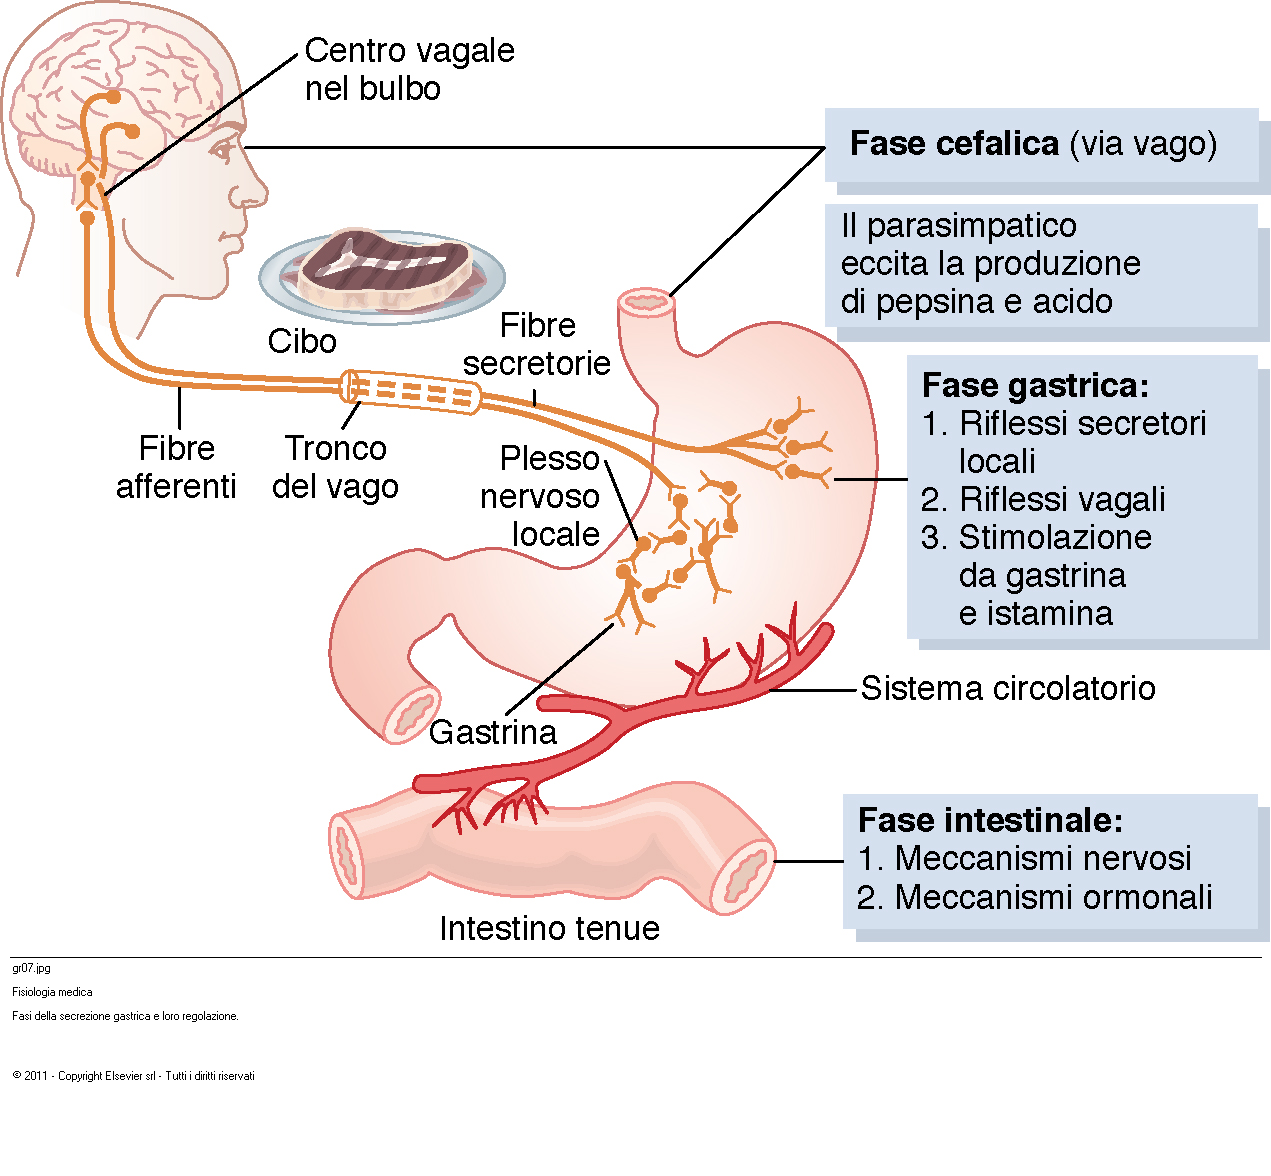 Centro vagale
nel bulbo
Fase cefalica (via vago)
Il parasimpatico
eccita la produzione
di pepsina e acido
Cibo
Fibre
secretorie
Fase gastrica:
1. Riflessi secretori
locali
2. Riflessi vagali
3. Stimolazione
da gastrina
e istamina
Fibre
afferenti
Tronco
del vago
Plesso
nervoso
locale
Sistema circolatorio
Gastrina
Fase intestinale:
1. Meccanismi nervosi
2. Meccanismi ormonali
Intestino tenue
gr07.jpg
Fisiologia medica
Fasi della secrezione gastrica e loro regolazione.
© 2011 - Copyright Elsevier srl - Tutti i diritti riservati